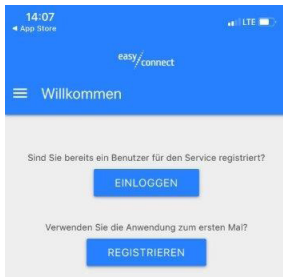 14:07
◀ App Store
LTE
easy connect
Willkommen
Sind Sie bereits ein Benutzer für den Service registriert?
EINLOGGEN
Verwenden Sie die Anwendung zum ersten Mal?
REGISTRIEREN